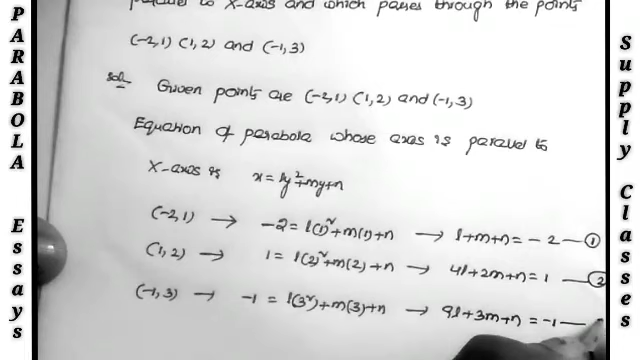 parallel to X-axis and which passes through the points
(-2,1) (1,2) and (-1,3)
Sol Given points are (-2,1) (1,2) and (-1,3)
Equation of parabola whose axis is parallel to
X-axis is x = ly²+my+n
(-2,1) → -2 = l(1)²+m(1)+n → l+m+n = -2 — ①
(1,2) → 1 = l(2)²+m(2)+n → 4l+2m+n = 1 — ②
(-1,3) → -1 = l(3²)+m(3)+n → 9l+3m+n = -1 —
PARABOLA Essays
Supply Classes